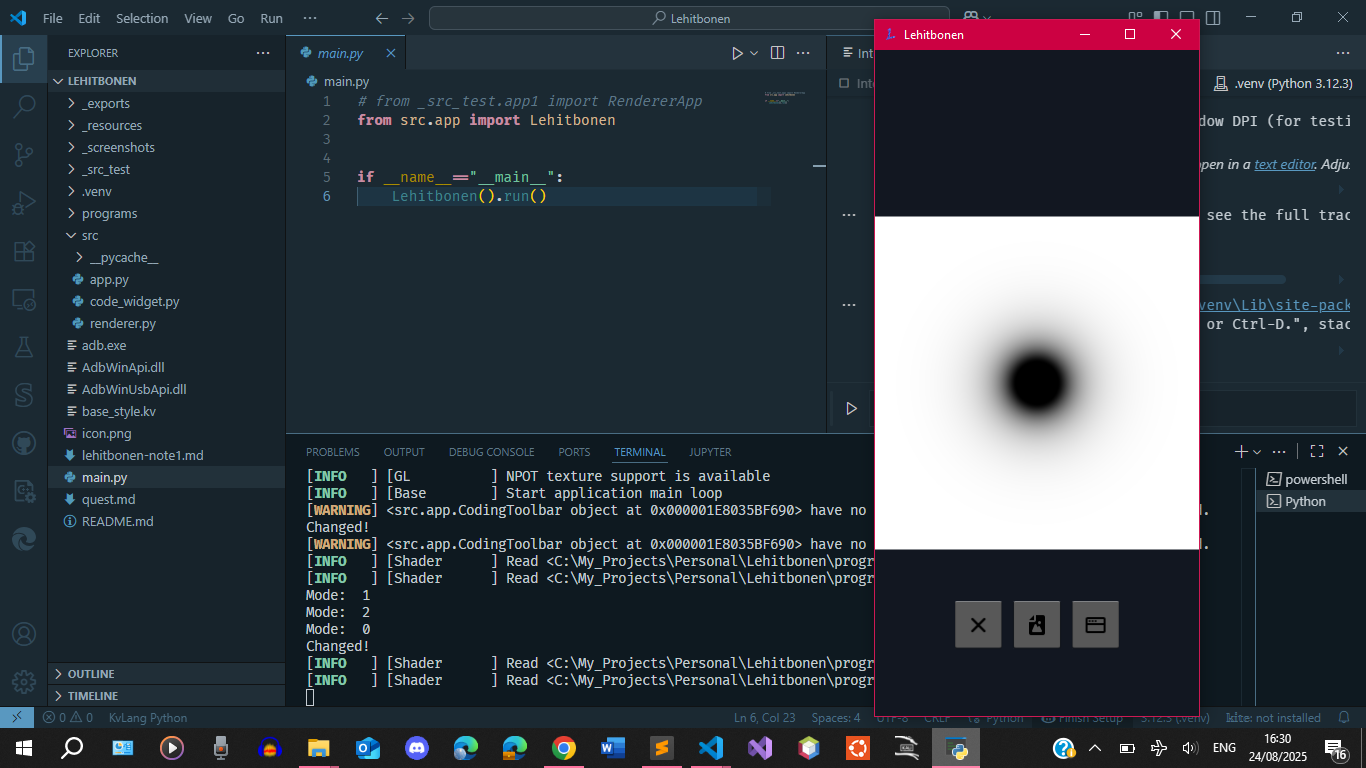 File Edit Selection View Go Run ··· Lehitbonen
Lehitbonen
EXPLORER
LEHITBONEN
_exports
_resources
_screenshots
_src_test
.venv
programs
src
__pycache__
app.py
code_widget.py
renderer.py
adb.exe
AdbWinApi.dll
AdbWinUsbApi.dll
base_style.kv
icon.png
lehitbonen-note1.md
main.py
quest.md
README.md
OUTLINE
TIMELINE
main.py
main.py
1 # from _src_test.app1 import RendererApp
2 from src.app import Lehitbonen
3
4
5 if __name__=="__main__":
6 Lehitbonen().run()
Int
Inte
.venv (Python 3.12.3)
dow DPI (for testi
open in a text editor. Adjus
see the full trac
venv\Lib\site-pack
or Ctrl-D.", stac
PROBLEMS OUTPUT DEBUG CONSOLE PORTS TERMINAL JUPYTER
[INFO   ] [GL          ] NPOT texture support is available
[INFO   ] [Base        ] Start application main loop
[WARNING] <src.app.CodingToolbar object at 0x000001E8035BF690> have no
Changed!
[WARNING] <src.app.CodingToolbar object at 0x000001E8035BF690> have no
[INFO   ] [Shader      ] Read <C:\My_Projects\Personal\Lehitbonen\progr
[INFO   ] [Shader      ] Read <C:\My_Projects\Personal\Lehitbonen\progr
Mode:  1
Mode:  2
Mode:  0
Changed!
[INFO   ] [Shader      ] Read <C:\My_Projects\Personal\Lehitbonen\progr
[INFO   ] [Shader      ] Read <C:\My_Projects\Personal\Lehitbonen\progr
powershell
Python
0 0 KvLang Python Ln 6, Col 23 Spaces: 4 UTF-8 CRLF Python Finish Setup 3.12.3 (.venv) kite: not installed
ENG
16:30
24/08/2025
16